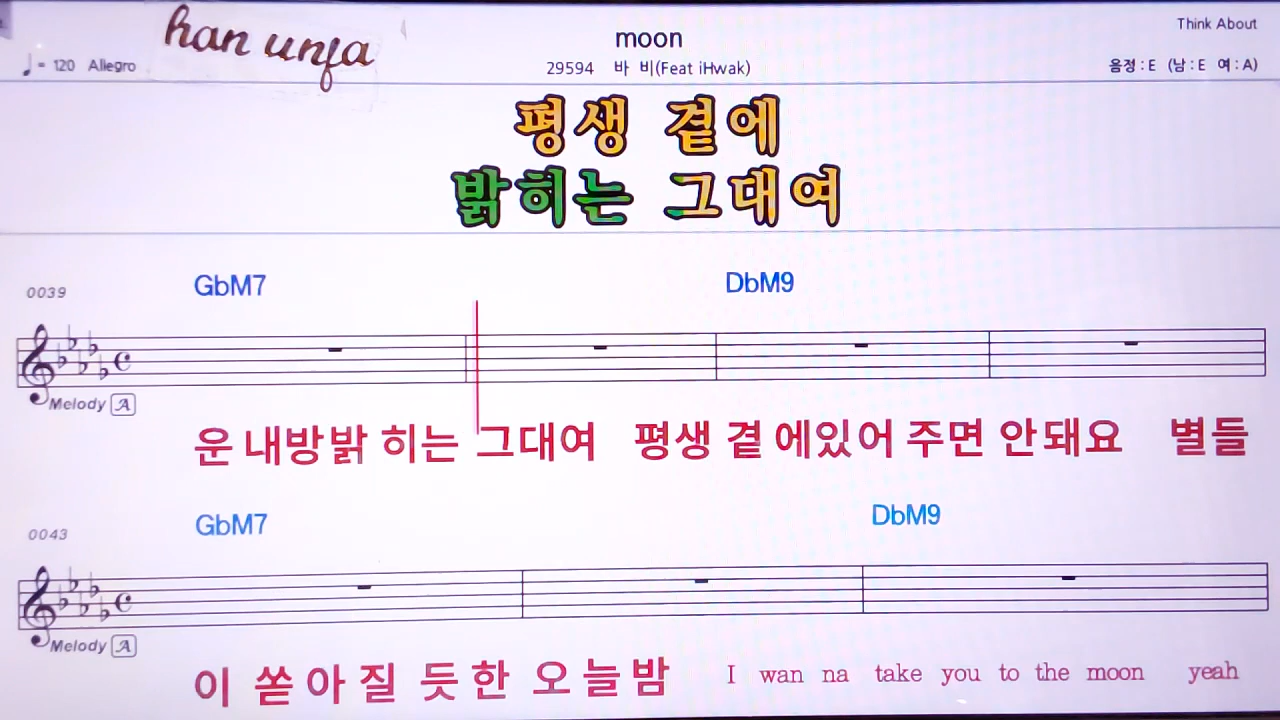 han unja
Think About
moon
♩ = 120 Allegro
29594 바 비(Feat iHwak)
음정 : E (남 : E 여 : A)
평생 곁에
밝히는 그대여
0039
GbM7 DbM9
Melody A
운 내방밝 히는 그대여 평생 곁 에있어 주면 안돼요 별들
0043
GbM7 DbM9
Melody A
이 쏟 아 질 듯 한 오 늘 밤 I wan na take you to the moon yeah